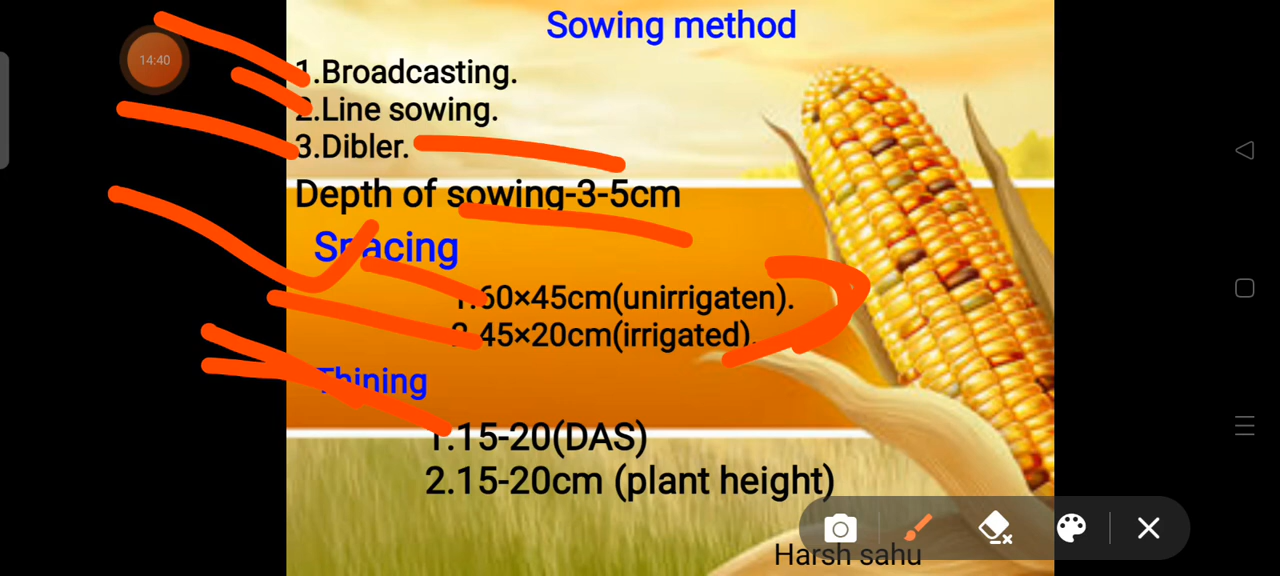 14:40
Sowing method
1.Broadcasting.
2.Line sowing.
3.Dibler.
Depth of sowing-3-5cm
Spacing
1.60×45cm(unirrigaten).
2.45×20cm(irrigated).
Thining
1.15-20(DAS)
2.15-20cm (plant height)
Harsh sahu